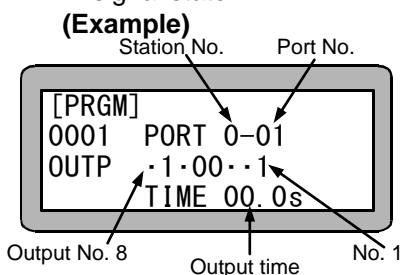 (Example)
Station No. Port No.
[PRGM]
0001 PORT 0-01
OUTP ·1·00··1
TIME 00.0s
Output No. 8 Output time No. 1